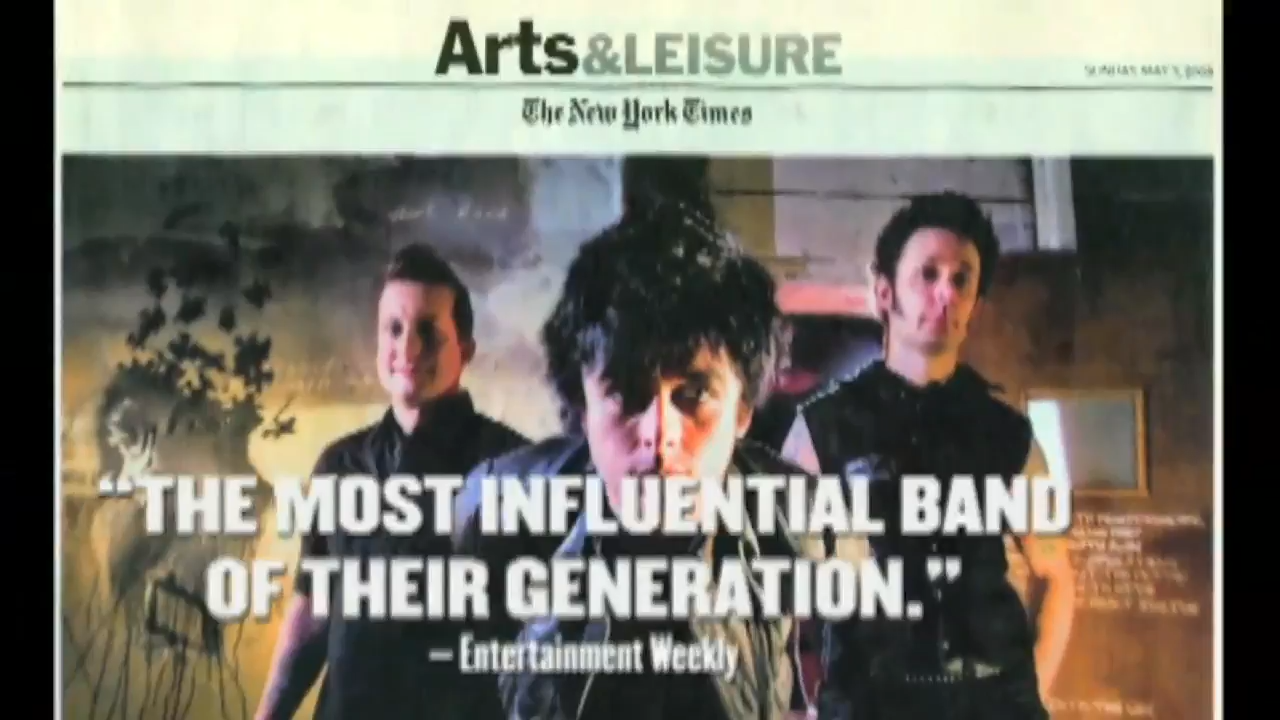 Arts & LEISURE
The New York Times
“THE MOST INFLUENTIAL BAND
OF THEIR GENERATION.”
– Entertainment Weekly